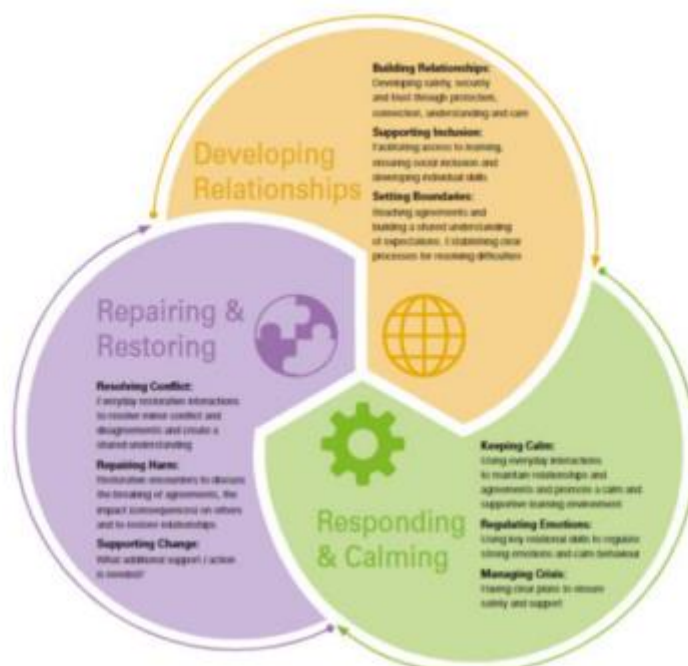 Developing
Relationships
Building Relationships:
Developing safety, security
and trust through protection,
connection, understanding and care
Supporting Inclusion:
Facilitating access to learning,
ensuring social inclusion and
developing individual skills
Setting Boundaries:
Reaching agreements and
building a shared understanding
of expectations. Establishing clear
processes for resolving difficulties
Repairing &
Restoring
Resolving Conflict:
Everyday restorative interactions
to resolve minor conflict and
disagreements and create a
shared understanding
Repairing Harm:
Restorative encounters to discuss
the breaking of agreements, the
impact (consequences) on others
and to restore relationships
Supporting Change:
What additional support / action
is needed?
Responding
& Calming
Keeping Calm:
Using everyday interactions
to maintain relationships and
agreements and promote a calm and
supportive learning environment
Regulating Emotions:
Using key relational skills to regulate
strong emotions and calm behaviour
Managing Crisis:
Having clear plans to ensure
safety and support